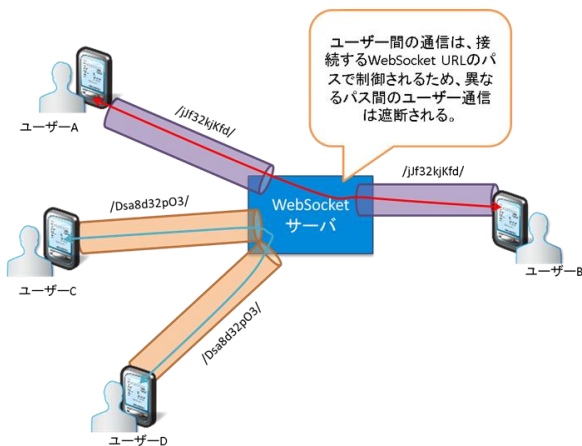 ユーザー間の通信は、接
続するWebSocket URLのパ
スで制御されるため、異な
るパス間のユーザー通信
は遮断される。
ユーザーA
/jJf32kjKfd/
/jJf32kjKfd/
WebSocket
サーバ
/Dsa8d32pO3/
ユーザーB
ユーザーC
/Dsa8d32pO3/
ユーザーD